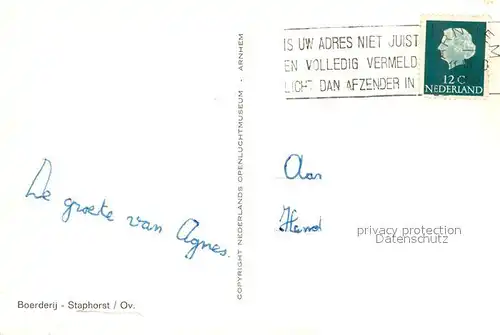 IS UW ADRES NIET JUIST
EN VOLLEDIG VERMELD
LICHT DAN AFZENDER IN
12 C
NEDERLAND
COPYRIGHT NEDERLANDS OPENLUCHTMUSEUM - ARNHEM
De groete van Agnes.
Aan
privacy protection
Datenschutz
Boerderij - Staphorst / Ov.